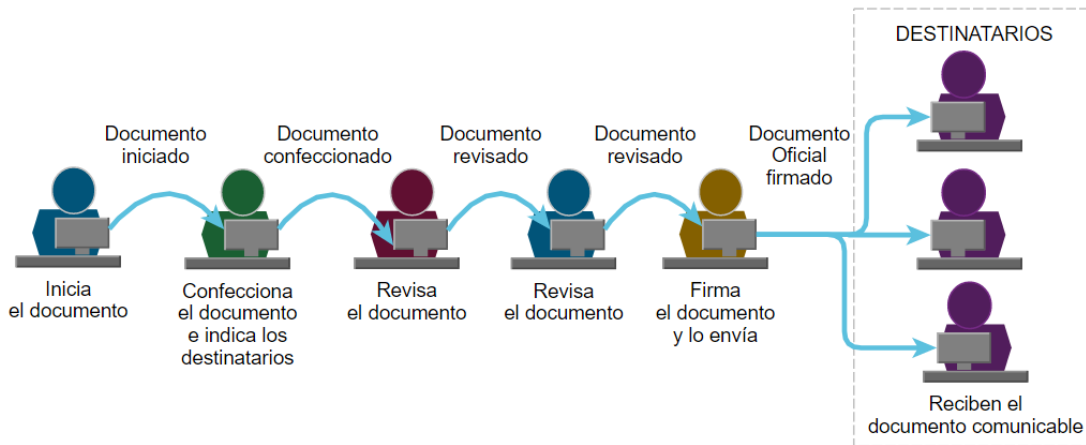 DESTINATARIOS
Documento
iniciado
Documento
confeccionado
Documento
revisado
Documento
revisado
Documento
Oficial
firmado
Inicia
el documento
Confecciona
el documento
e indica los
destinatarios
Revisa
el documento
Revisa
el documento
Firma
el documento
y lo envía
Reciben el
documento comunicable